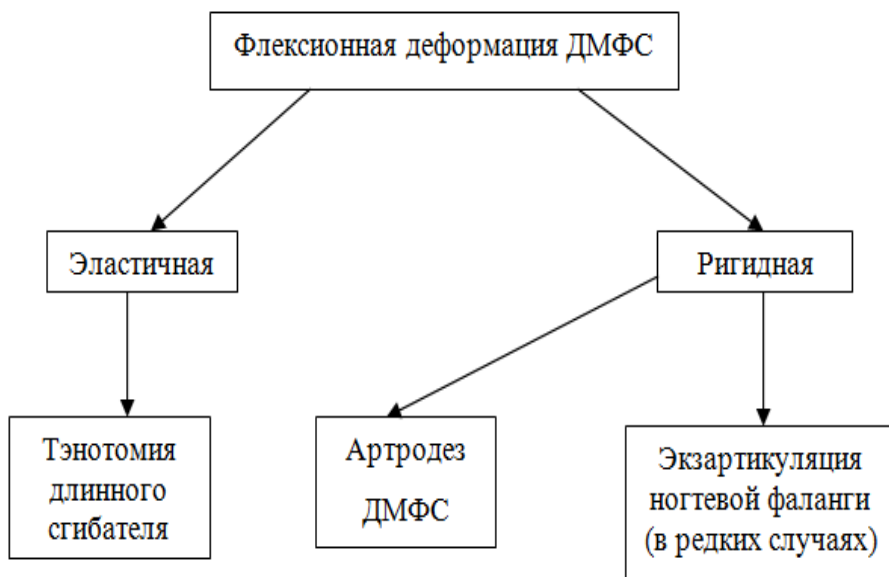 Флексионная деформация ДМФС
Эластичная
Ригидная
Тэнотомия
длинного
сгибателя
Артродез
ДМФС
Экзартикуляция
ногтевой фаланги
(в редких случаях)